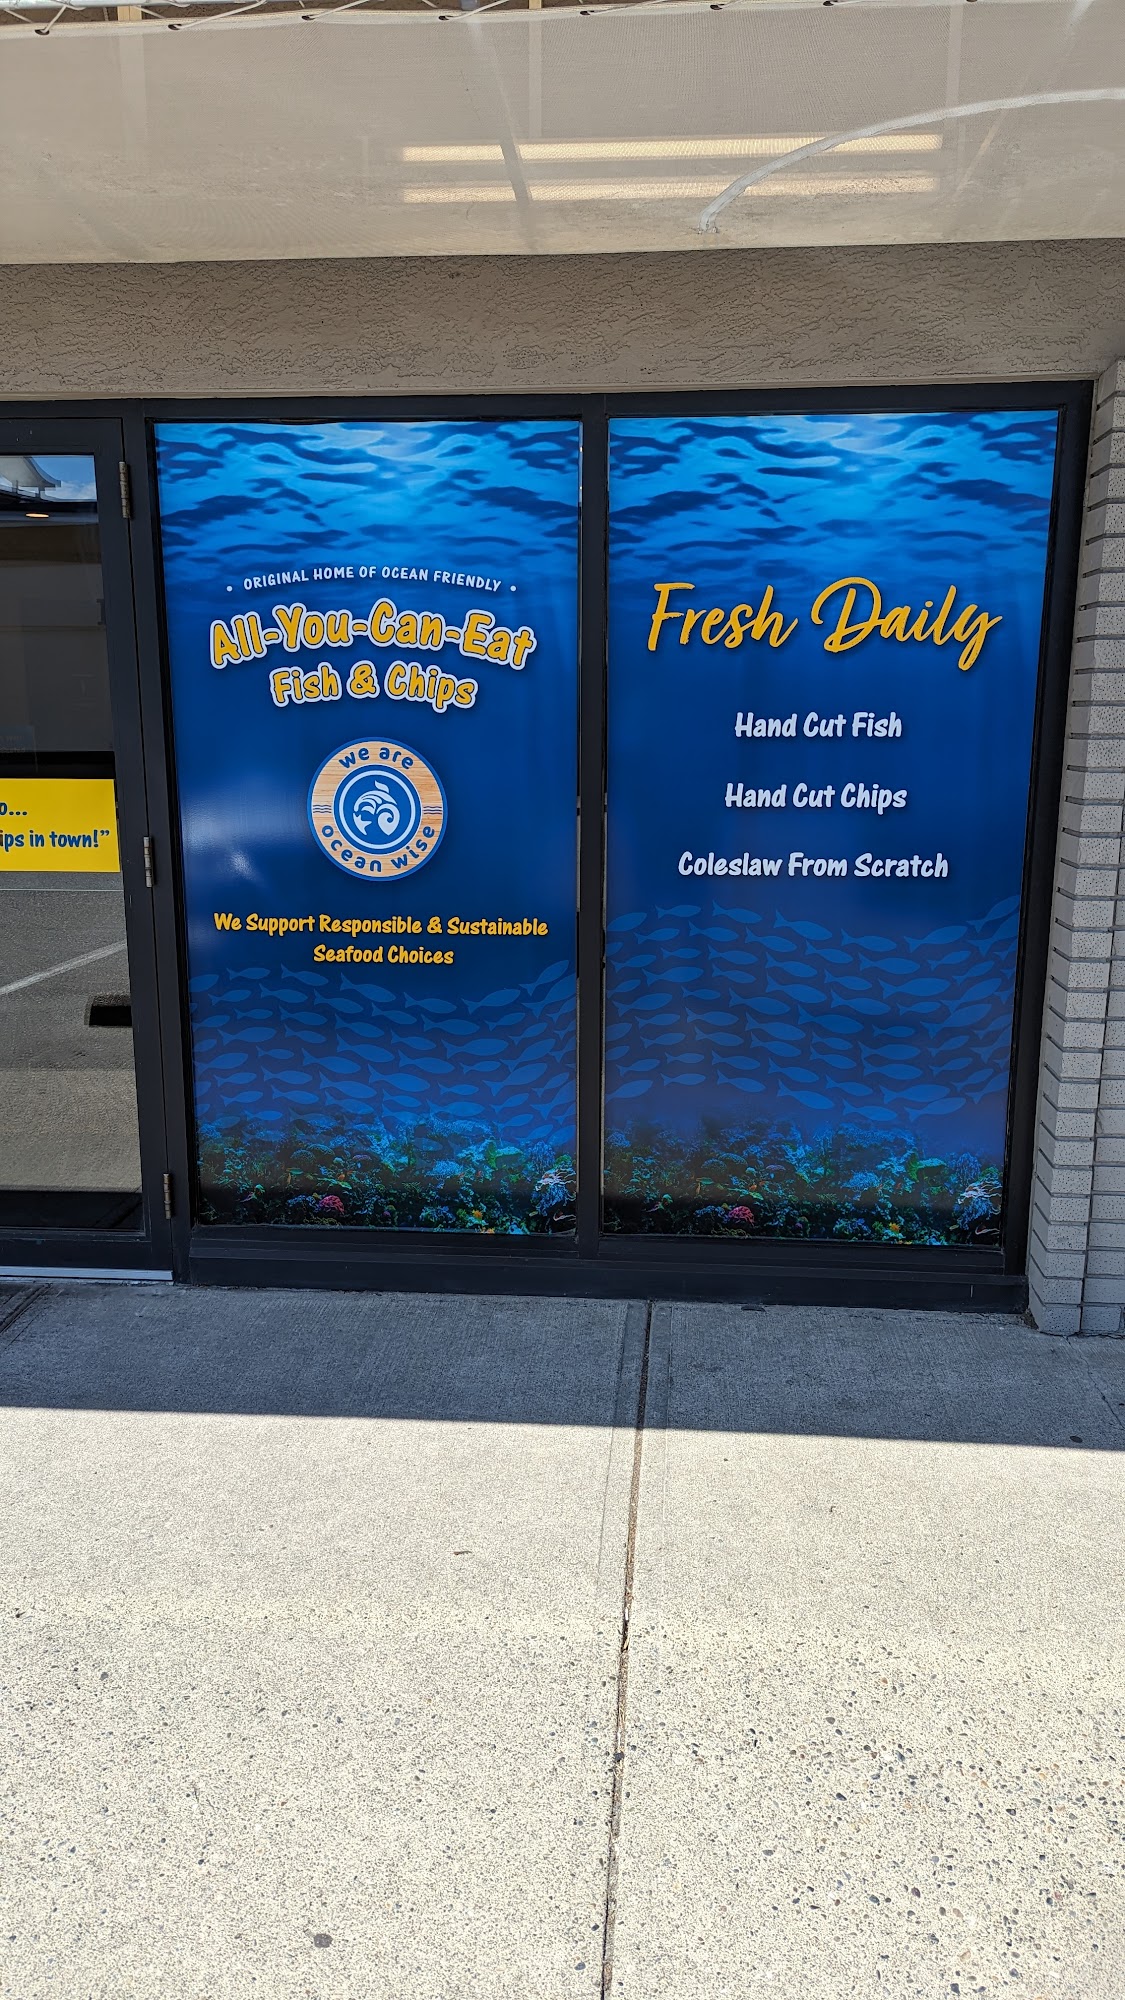 o...
ips in town!"
• ORIGINAL HOME OF OCEAN FRIENDLY •
All-You-Can-Eat
Fish & Chips
we are
ocean wise
We Support Responsible & Sustainable
Seafood Choices
Fresh Daily
Hand Cut Fish
Hand Cut Chips
Coleslaw From Scratch